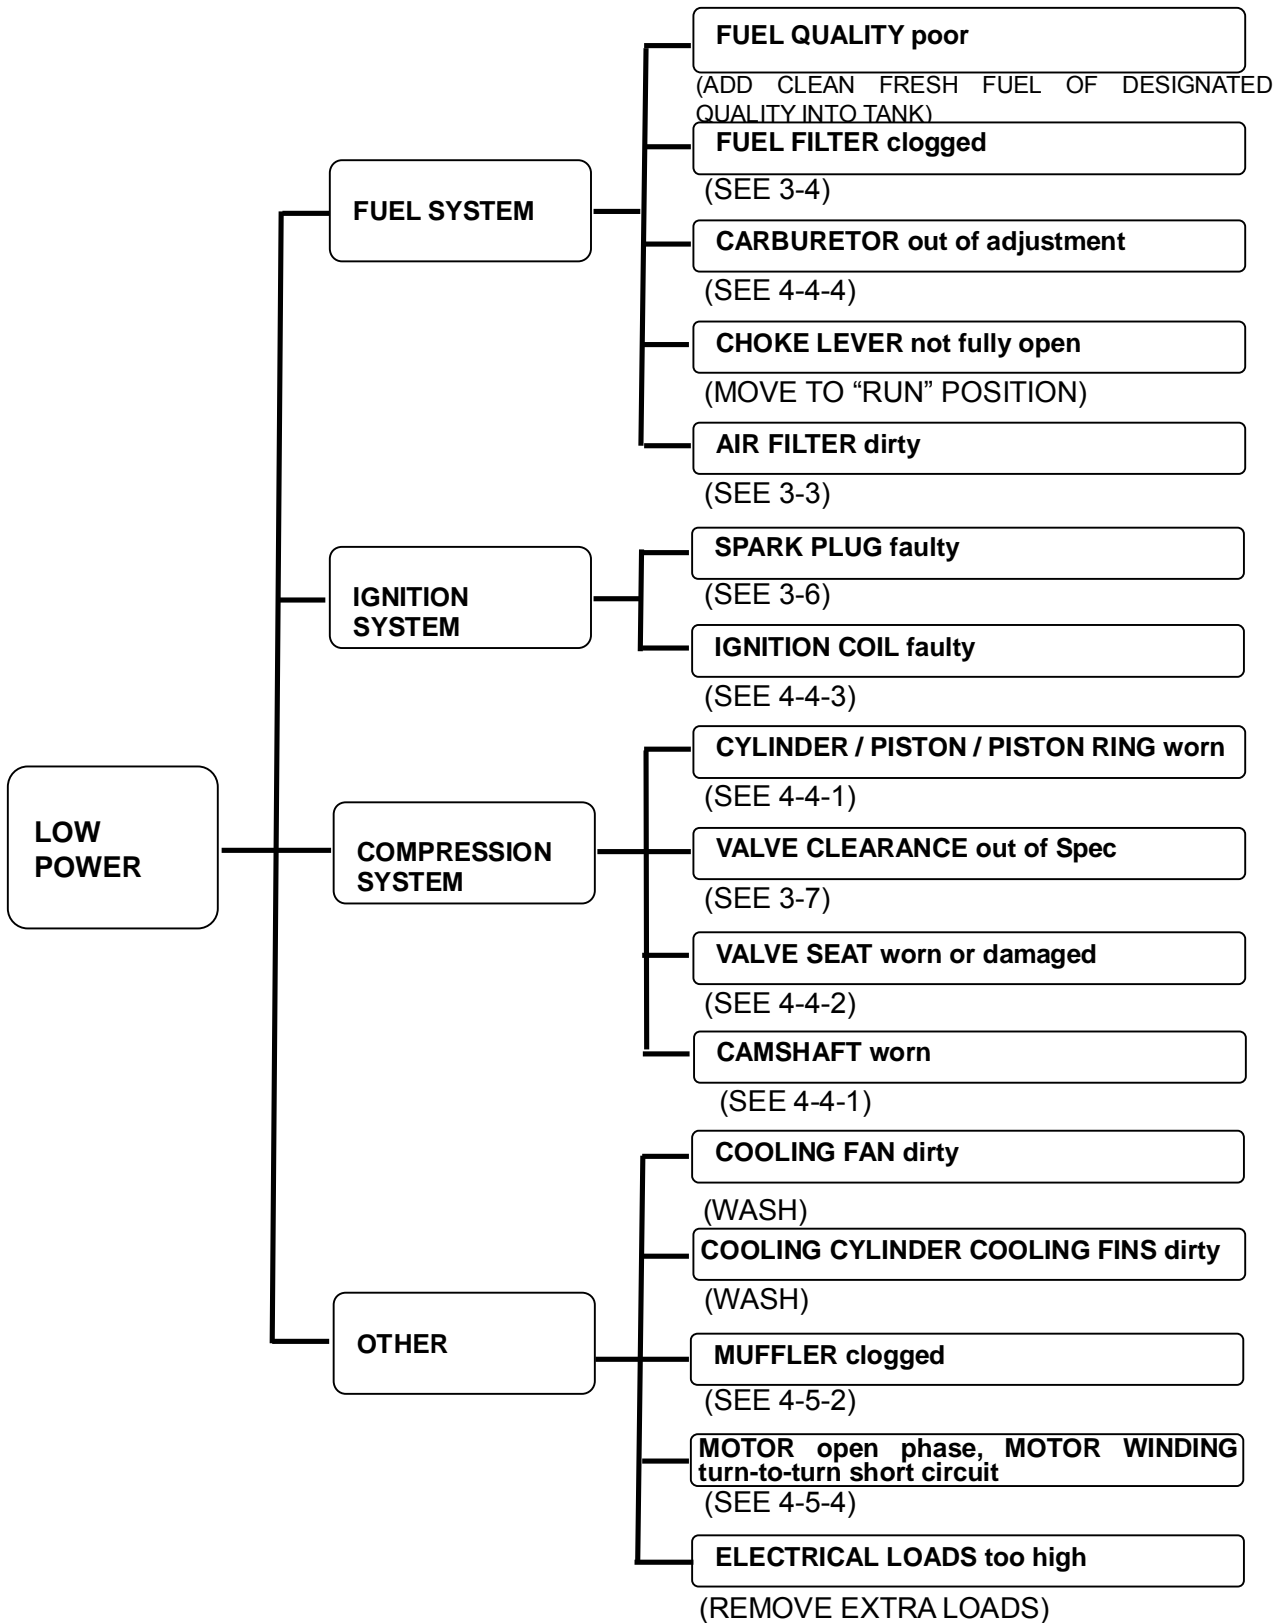 FUEL QUALITY poor
(ADD CLEAN FRESH FUEL OF DESIGNATED
QUALITY INTO TANK)
FUEL FILTER clogged
(SEE 3-4)
FUEL SYSTEM
CARBURETOR out of adjustment
(SEE 4-4-4)
CHOKE LEVER not fully open
(MOVE TO “RUN” POSITION)
AIR FILTER dirty
(SEE 3-3)
SPARK PLUG faulty
(SEE 3-6)
IGNITION
SYSTEM
IGNITION COIL faulty
(SEE 4-4-3)
CYLINDER / PISTON / PISTON RING worn
(SEE 4-4-1)
LOW
POWER
COMPRESSION
SYSTEM
VALVE CLEARANCE out of Spec
(SEE 3-7)
VALVE SEAT worn or damaged
(SEE 4-4-2)
CAMSHAFT worn
(SEE 4-4-1)
COOLING FAN dirty
(WASH)
COOLING CYLINDER COOLING FINS dirty
(WASH)
OTHER
MUFFLER clogged
(SEE 4-5-2)
MOTOR open phase, MOTOR WINDING
turn-to-turn short circuit
(SEE 4-5-4)
ELECTRICAL LOADS too high
(REMOVE EXTRA LOADS)